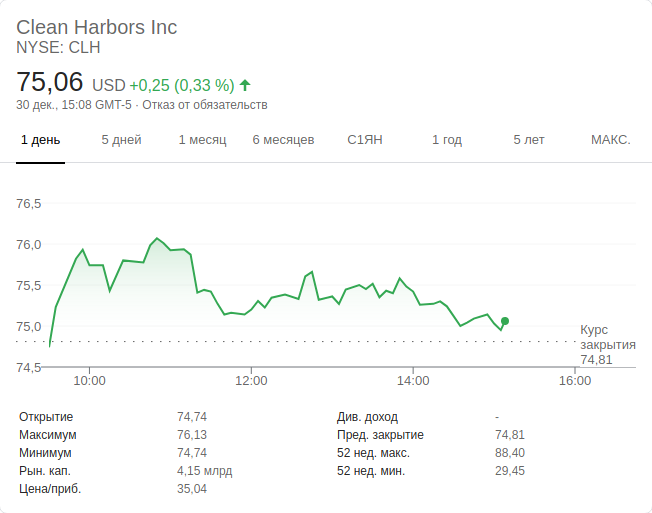 Clean Harbors Inc
NYSE: CLH
75,06 USD +0,25 (0,33 %)
30 дек., 15:08 GMT-5 · Отказ от обязательств
1 день 5 дней 1 месяц 6 месяцев С1ЯН 1 год 5 лет МАКС.
76,5
76,0
75,5
75,0
74,5
Курс
закрытия
74,81
10:00 12:00 14:00 16:00
Открытие 74,74 Див. доход -
Максимум 76,13 Пред. закрытие 74,81
Минимум 74,74 52 нед. макс. 88,40
Рын. кап. 4,15 млрд 52 нед. мин. 29,45
Цена/приб. 35,04